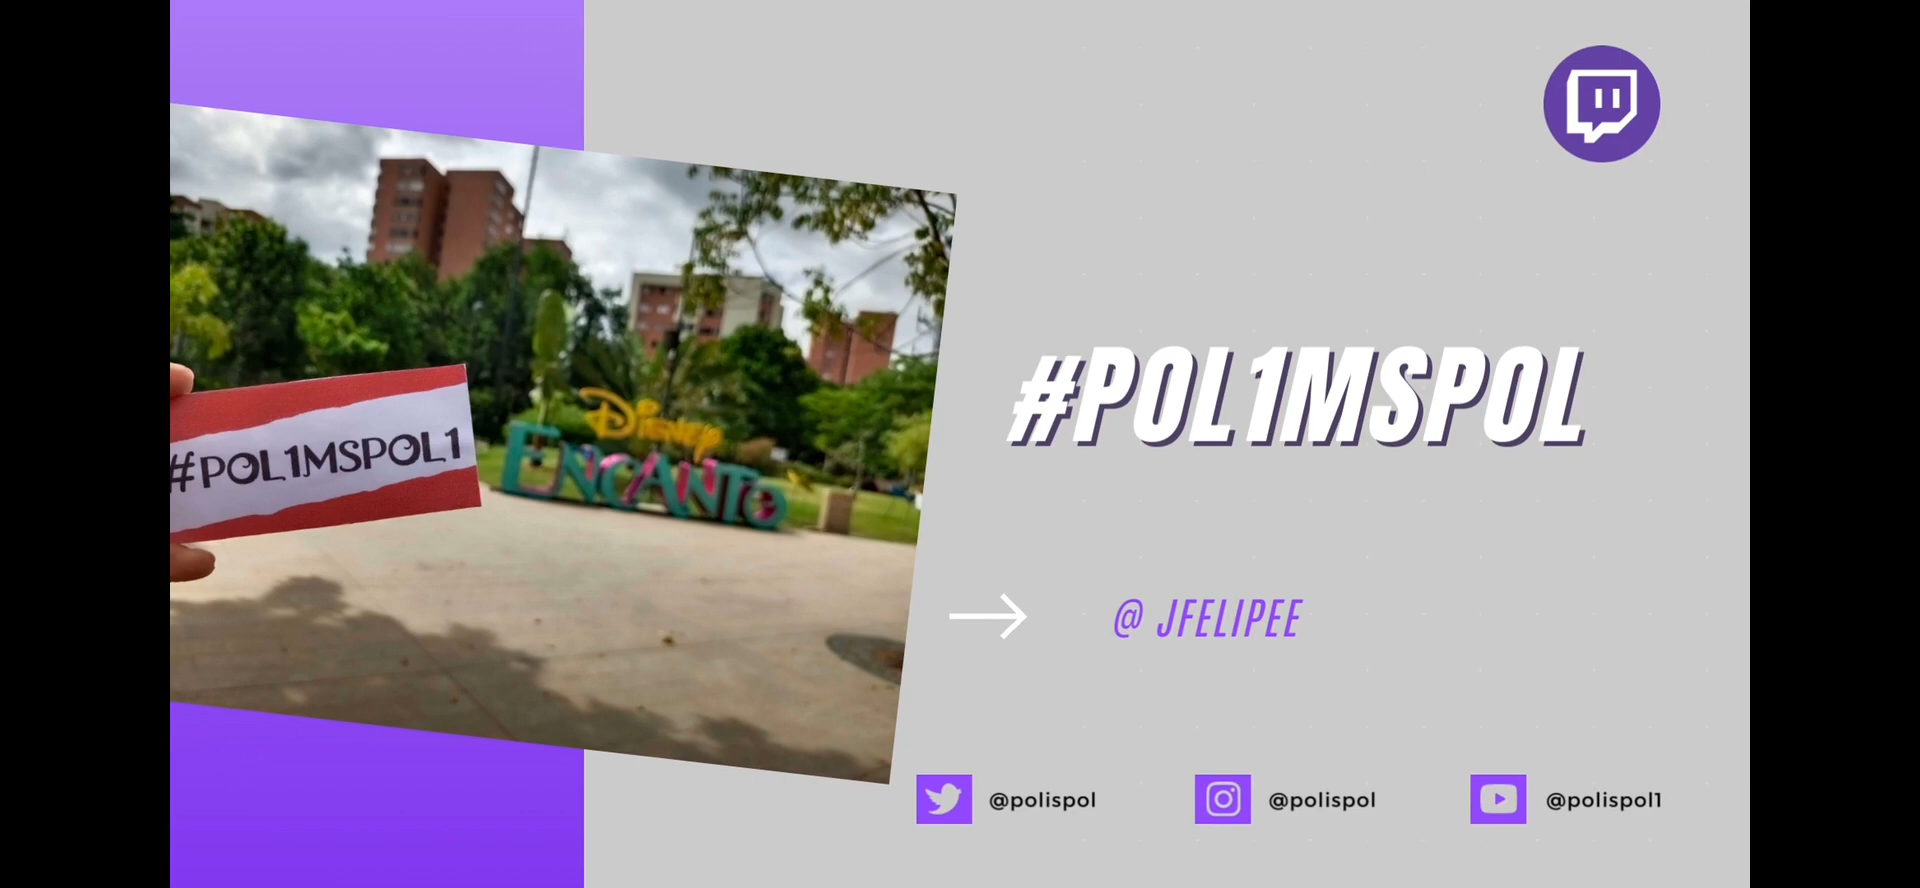 #POL1MSPOL1
Disney
ENCANTO
#POL1MSPOL
@ JFELIPEE
@polispol
@polispol
@polispol1